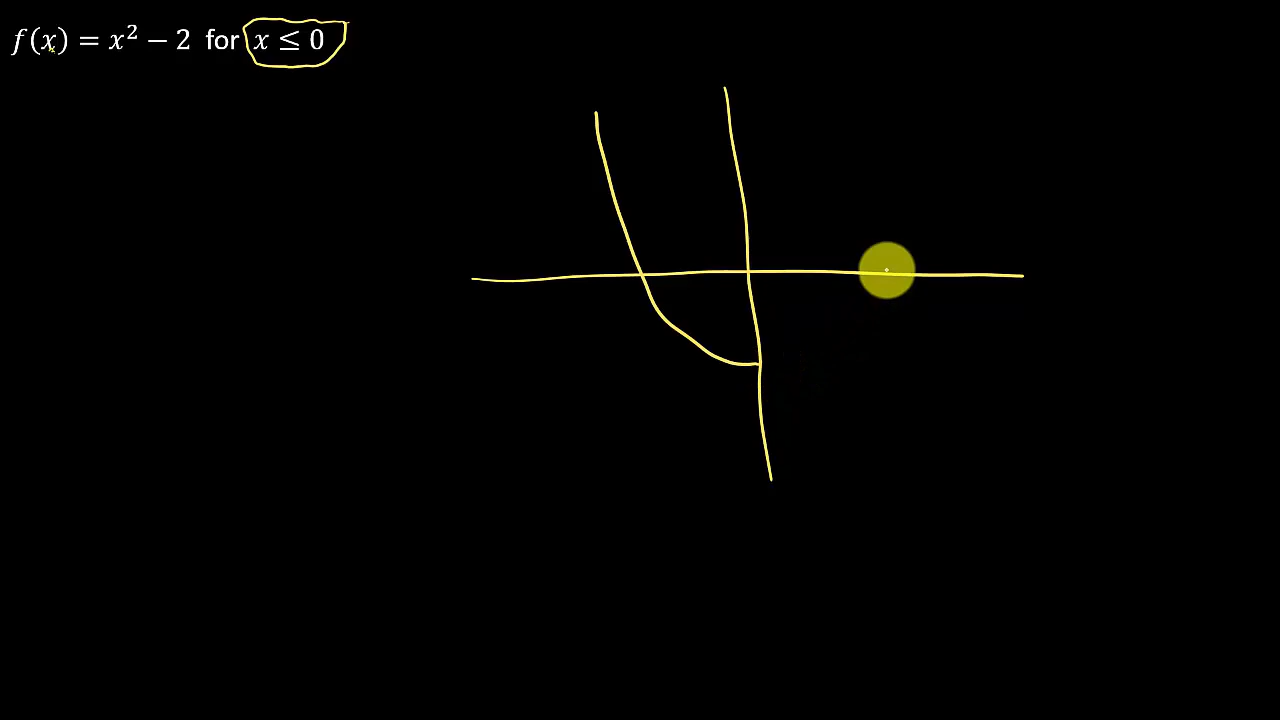 f(x) = x² − 2 for x ≤ 0